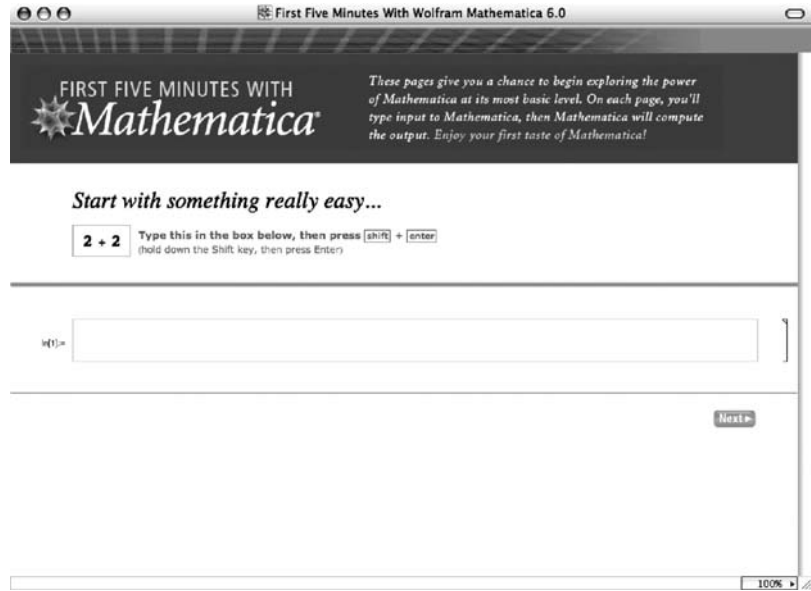 First Five Minutes With Wolfram Mathematica 6.0
FIRST FIVE MINUTES WITH
Mathematica®
These pages give you a chance to begin exploring the power
of Mathematica at its most basic level. On each page, you'll
type input to Mathematica, then Mathematica will compute
the output. Enjoy your first taste of Mathematica!
Start with something really easy...
2 + 2
Type this in the box below, then press shift + enter
(hold down the Shift key, then press Enter)
In[1]:=
Next
100%